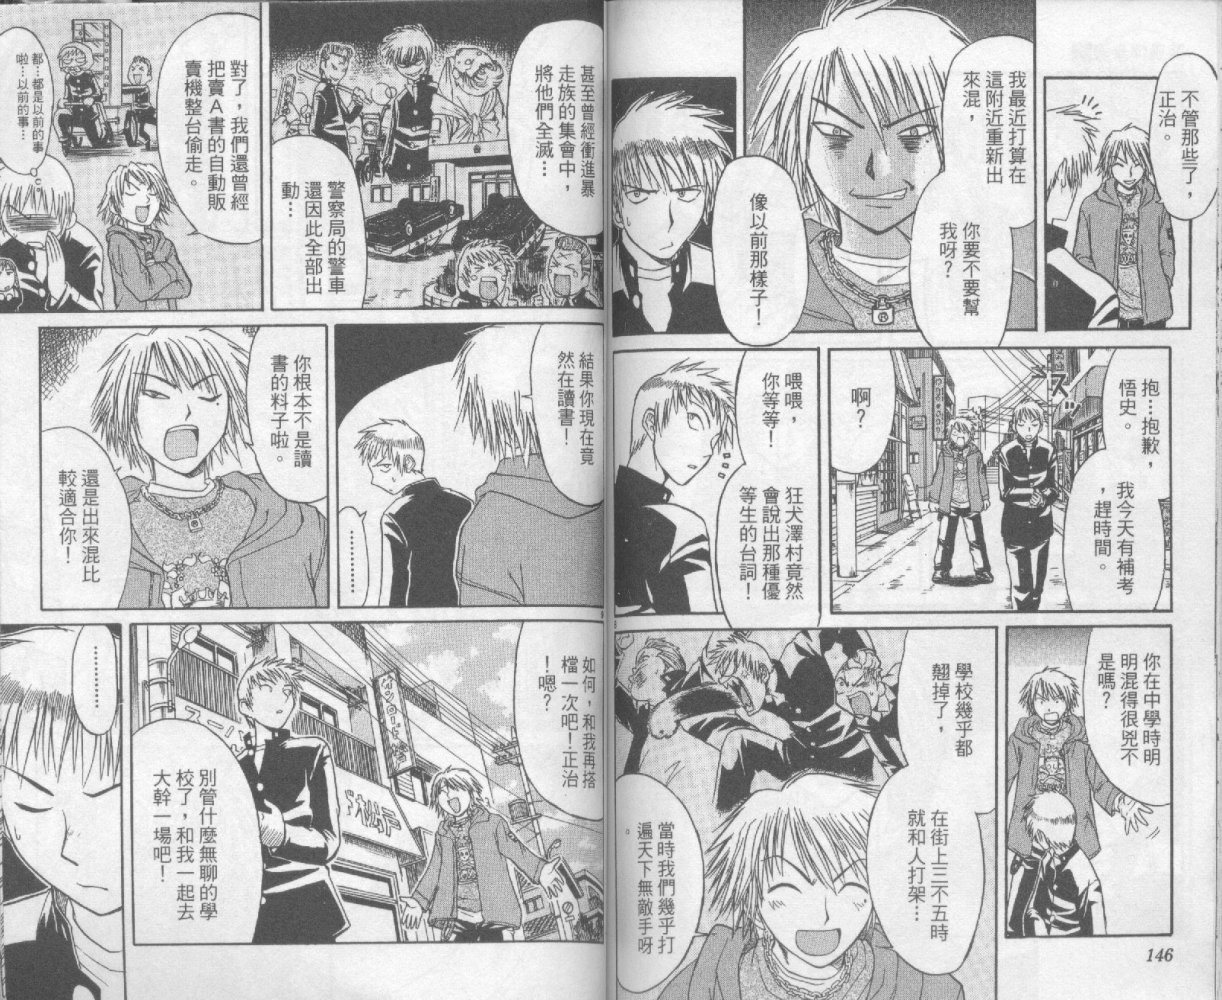 不管那些了，
正治。
我最近打算在
這附近重新出
來混，
你要不要幫
我呀？
像以前那樣子！
抱…抱歉，
悟史。
我今天有補考
，趕時間。
スッ
啊？
喂喂，
你等等！
狂犬澤村竟然
會說出那種優
等生的台詞！
你在中學時明
明混得很兇不
是嗎？
學校幾乎都
翹掉了，
在街上三不五時
就和人打架…
當時我們幾乎打
遍天下無敵手呀
。
146
甚至曾經衝進暴
走族的集會中，
將他們全滅…
警察局的警車
還因此全部出
動…
對了，我們還曾經
把賣A書的自動販
賣機整台偷走。
都…都是以前的事
啦…以前的事…
結果你現在竟
然在讀書！
…………
你根本不是讀
書的料子啦。
還是出來混比
較適合你！
如何，和我再搭
檔一次吧！正治
！嗯？
別管什麼無聊的學
校了，和我一起去
大幹一場吧！
…………